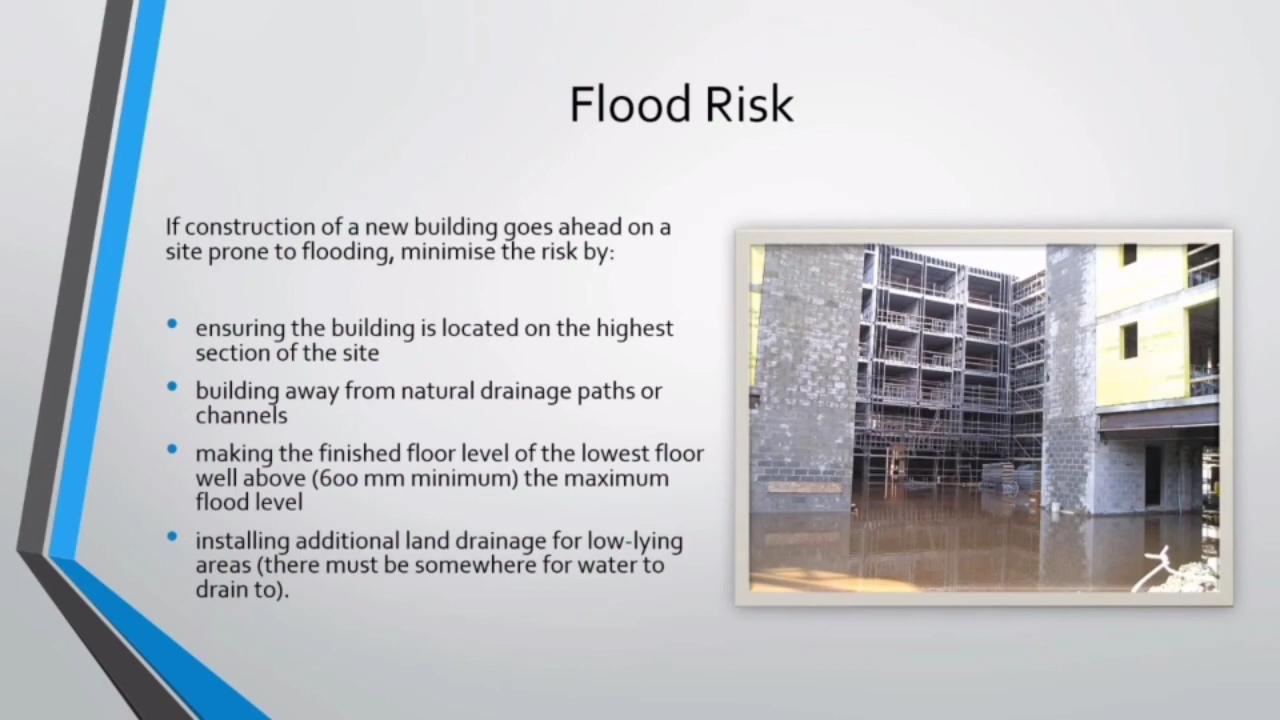 Flood Risk
If construction of a new building goes ahead on a
site prone to flooding, minimise the risk by:
• ensuring the building is located on the highest
section of the site
• building away from natural drainage paths or
channels
• making the finished floor level of the lowest floor
well above (600 mm minimum) the maximum
flood level
• installing additional land drainage for low-lying
areas (there must be somewhere for water to
drain to).